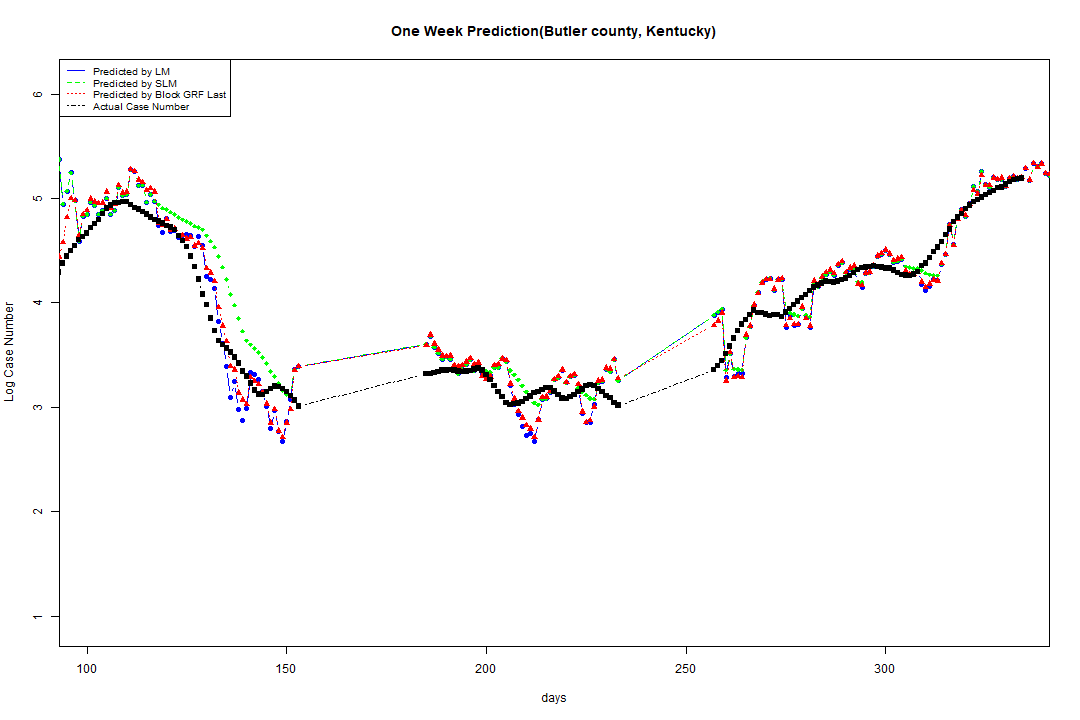 One Week Prediction(Butler county, Kentucky)
Predicted by LM
Predicted by SLM
Predicted by Block GRF Last
Actual Case Number
6
5
4
3
2
1
Log Case Number
100 150 200 250 300
days